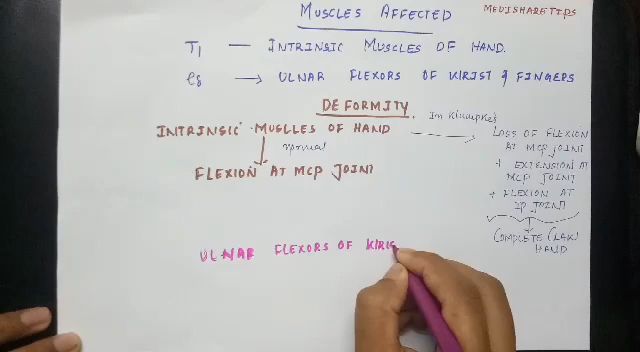 MUSCLES AFFECTED
MEDISHARETIPS
T1 — INTRINSIC MUSCLES OF HAND.
C8 → ULNAR FLEXORS OF WRIST & FINGERS
DEFORMITY.
In Klumpkes
INTRINSIC MUSCLES OF HAND
normal
FLEXION AT MCP JOINT
LOSS OF FLEXION
AT MCP JOINT
+ EXTENSION AT
MCP JOINT
+ FLEXION AT
IP JOINT
COMPLETE CLAW
HAND
ULNAR FLEXORS OF WRIS